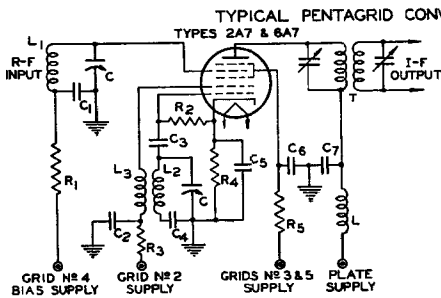 TYPICAL PENTAGRID CONV
TYPES 2A7 & 6A7
L1
R-F
INPUT
C
C1
R1
R2
C3
L3
L2
C
R4
C5
C2
R3
C4
C6
C7
R5
L
T
I-F
OUTPUT
GRID Nº 4
BIAS SUPPLY
GRID Nº 2
SUPPLY
GRIDS Nº 3 & 5
SUPPLY
PLATE
SUPPLY